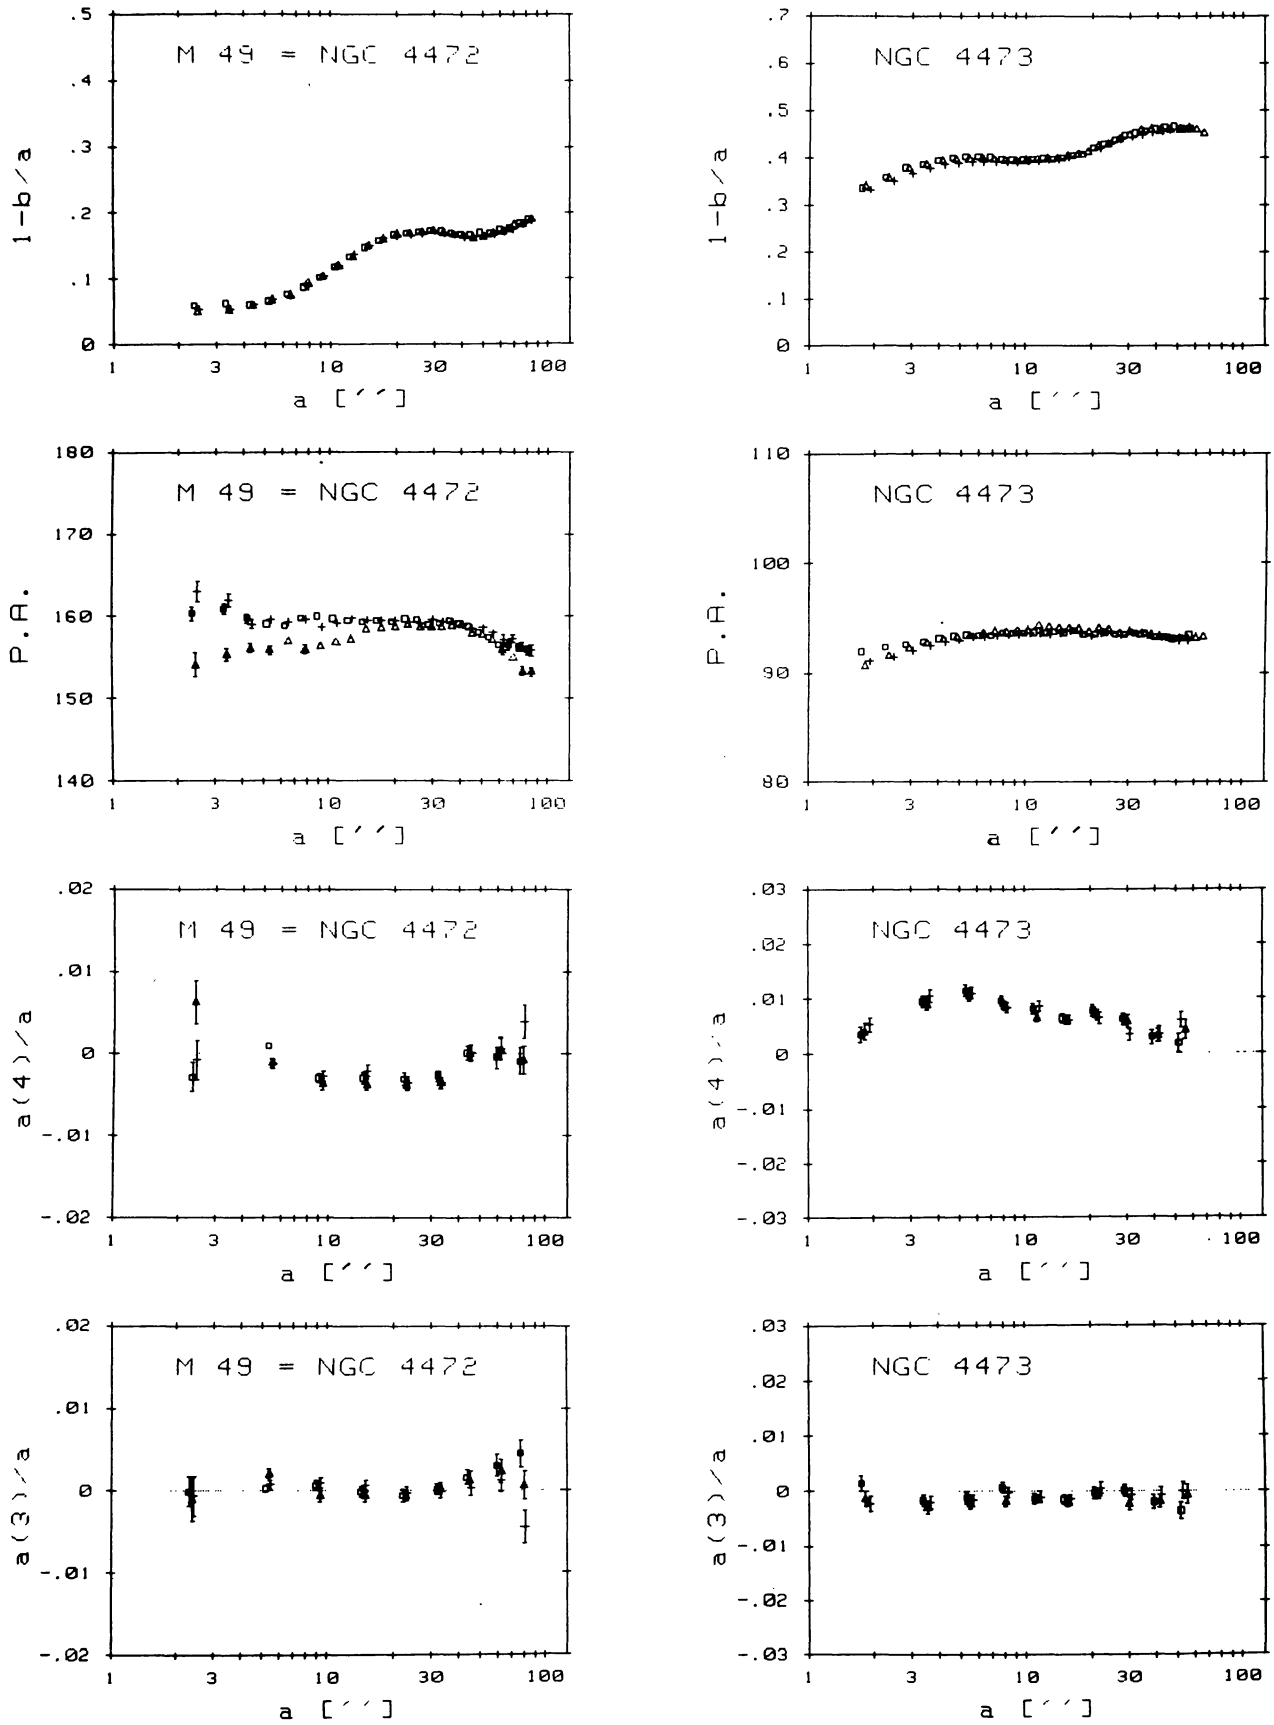 M 49 = NGC 4472
1-b/a
.5
.4
.3
.2
.1
0
1 3 10 30 100
a [′′]
NGC 4473
1-b/a
.7
.6
.5
.4
.3
.2
.1
0
1 3 10 30 100
a [′′]
M 49 = NGC 4472
P.A.
180
170
160
150
140
1 3 10 30 100
a [′′]
NGC 4473
P.A.
110
100
90
80
1 3 10 30 100
a [′′]
M 49 = NGC 4472
a(4)/a
.02
.01
0
-.01
-.02
1 3 10 30 100
a [′′]
NGC 4473
a(4)/a
.03
.02
.01
0
-.01
-.02
-.03
1 3 10 30 100
a [′′]
M 49 = NGC 4472
a(3)/a
.02
.01
0
-.01
-.02
1 3 10 30 100
a [′′]
NGC 4473
a(3)/a
.03
.02
.01
0
-.01
-.02
-.03
1 3 10 30 100
a [′′]